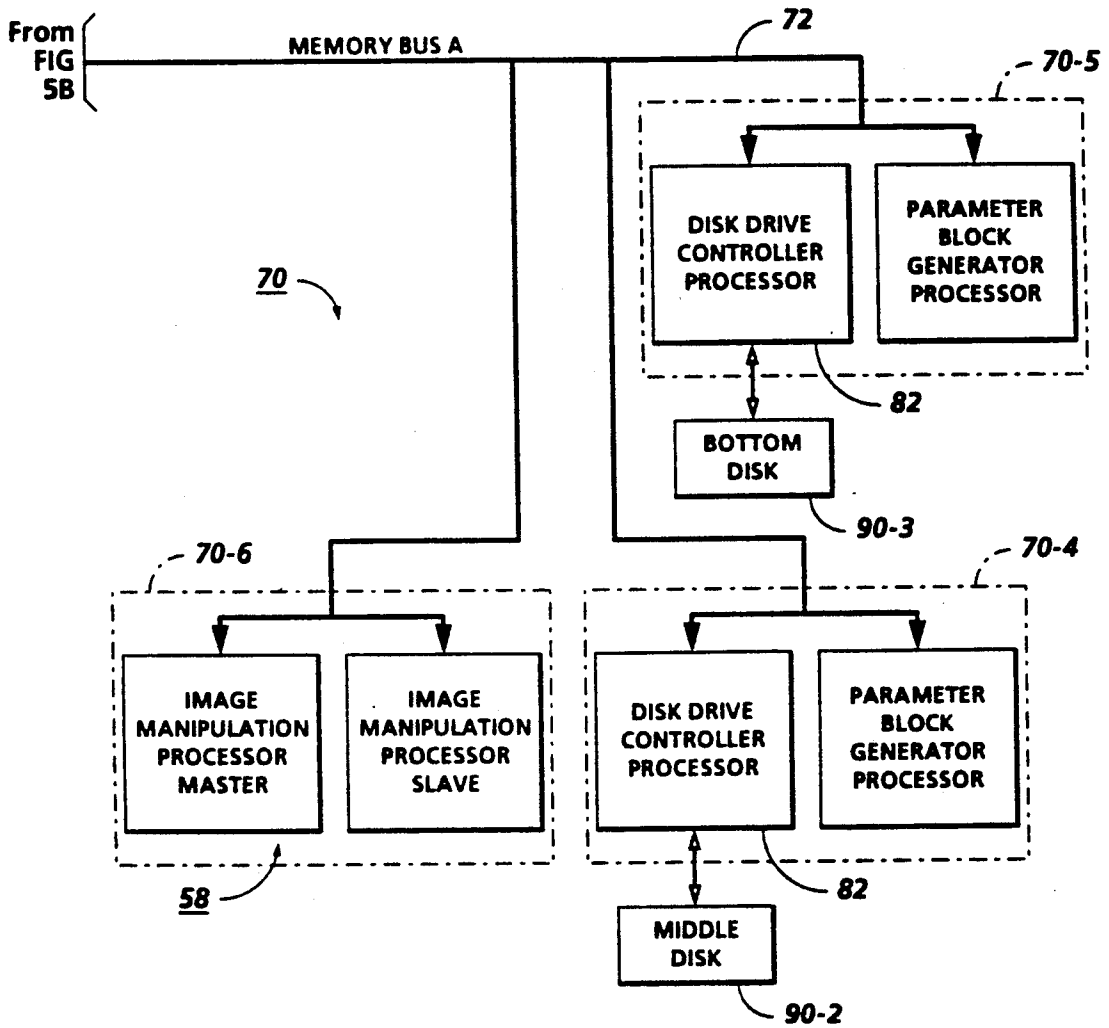 From
FIG
5B
MEMORY BUS A
72
70-5
DISK DRIVE
CONTROLLER
PROCESSOR
PARAMETER
BLOCK
GENERATOR
PROCESSOR
70
82
BOTTOM
DISK
90-3
70-6
70-4
IMAGE
MANIPULATION
PROCESSOR
MASTER
IMAGE
MANIPULATION
PROCESSOR
SLAVE
DISK DRIVE
CONTROLLER
PROCESSOR
PARAMETER
BLOCK
GENERATOR
PROCESSOR
58
82
MIDDLE
DISK
90-2